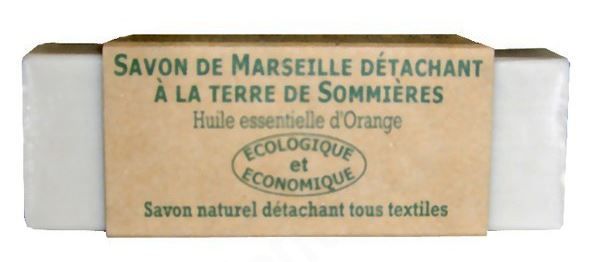 SAVON DE MARSEILLE DÉTACHANT
À LA TERRE DE SOMMIÈRES
Huile essentielle d'Orange
ECOLOGIQUE
et
ECONOMIQUE
Savon naturel détachant tous textiles